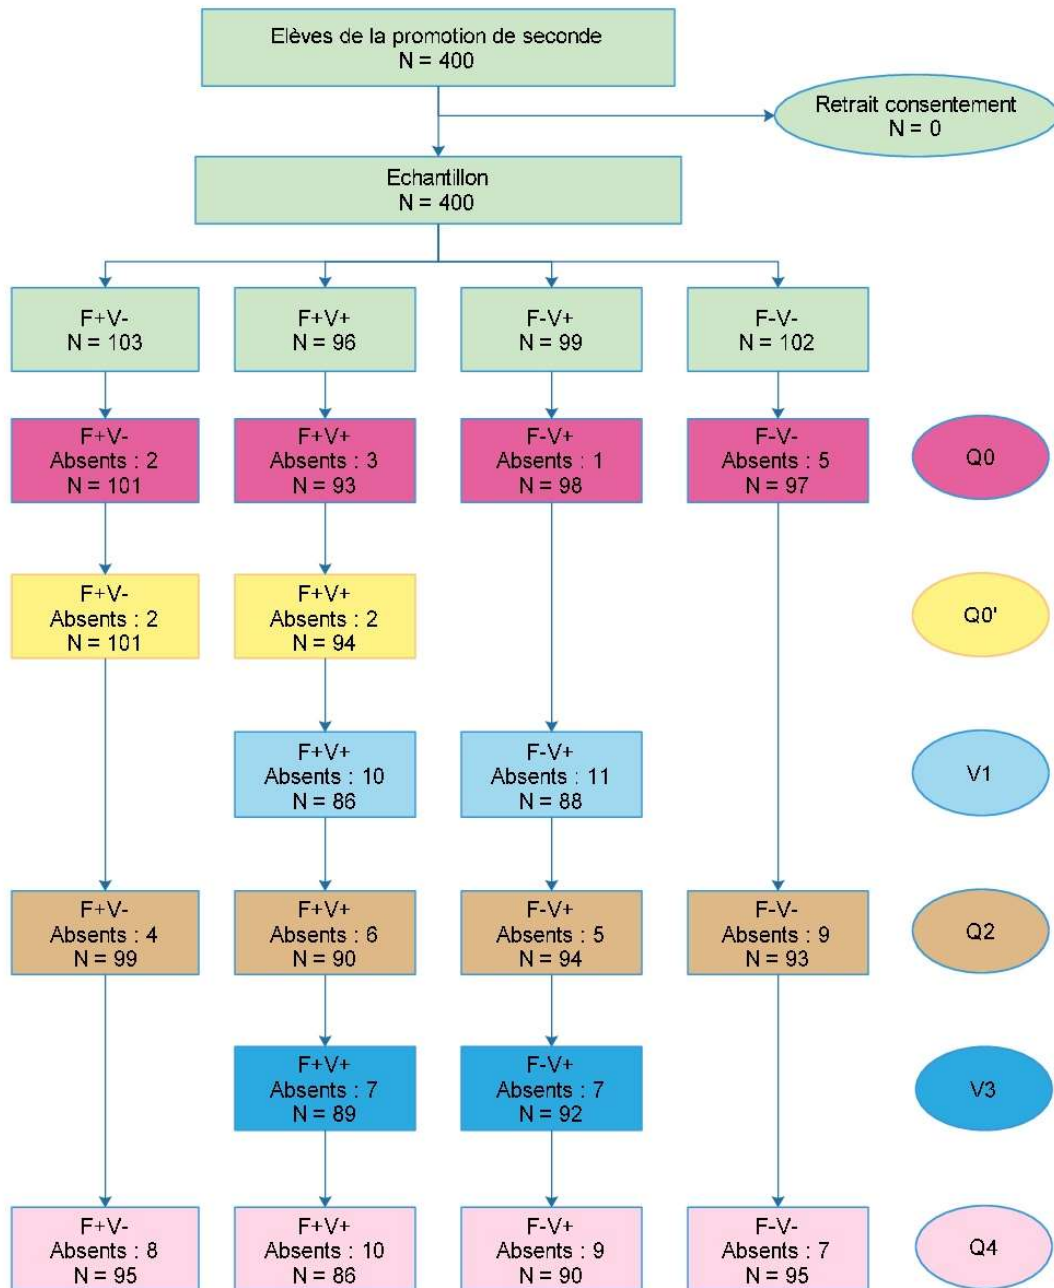 Elèves de la promotion de seconde
N = 400
Retrait consentement
N = 0
Echantillon
N = 400
F+V-
N = 103
F+V+
N = 96
F-V+
N = 99
F-V-
N = 102
F+V-
Absents : 2
N = 101
F+V+
Absents : 3
N = 93
F-V+
Absents : 1
N = 98
F-V-
Absents : 5
N = 97
Q0
F+V-
Absents : 2
N = 101
F+V+
Absents : 2
N = 94
Q0'
F+V+
Absents : 10
N = 86
F-V+
Absents : 11
N = 88
V1
F+V-
Absents : 4
N = 99
F+V+
Absents : 6
N = 90
F-V+
Absents : 5
N = 94
F-V-
Absents : 9
N = 93
Q2
F+V+
Absents : 7
N = 89
F-V+
Absents : 7
N = 92
V3
F+V-
Absents : 8
N = 95
F+V+
Absents : 10
N = 86
F-V+
Absents : 9
N = 90
F-V-
Absents : 7
N = 95
Q4